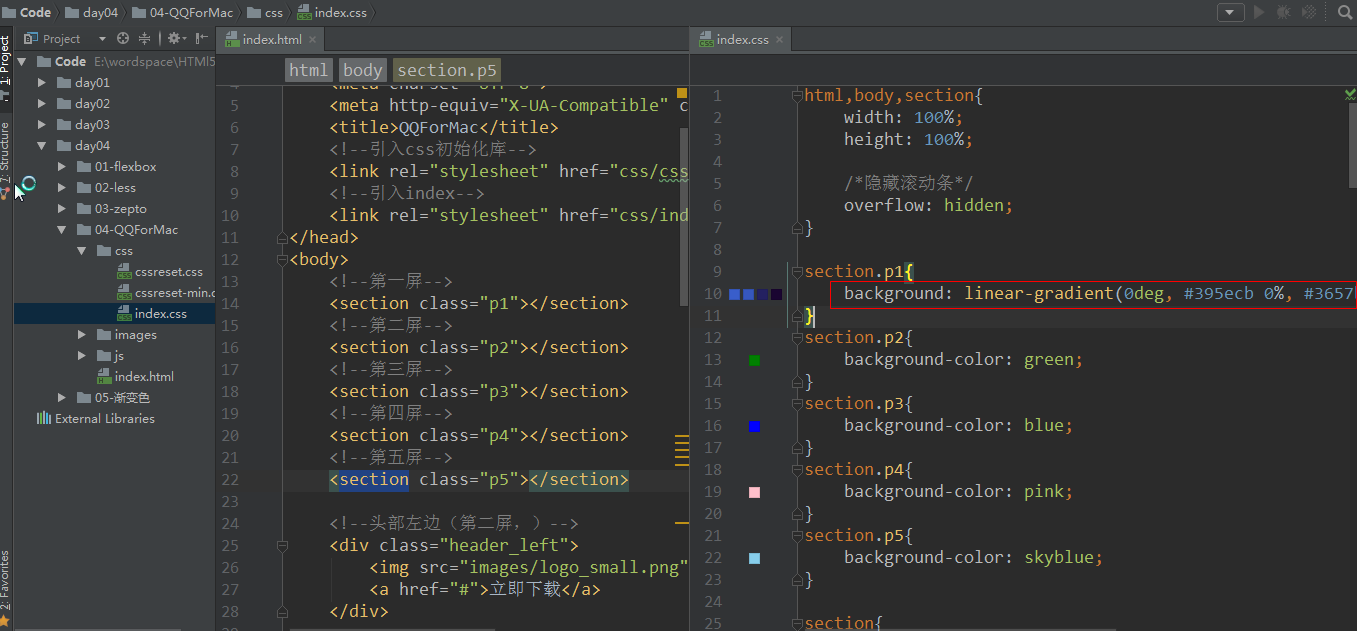 Code day04 04-QQForMac css index.css
1: Project
7: Structure
2: Favorites
Project
Code E:\wordspace\HTMl5
day01
day02
day03
day04
01-flexbox
02-less
03-zepto
04-QQForMac
css
cssreset.css
cssreset-min.c
index.css
images
js
index.html
05-渐变色
External Libraries
index.html
html body section.p5
5 <meta http-equiv="X-UA-Compatible" c
6 <title>QQForMac</title>
7 <!--引入css初始化库-->
8 <link rel="stylesheet" href="css/css
9 <!--引入index-->
10 <link rel="stylesheet" href="css/ind
11 </head>
12 <body>
13 <!--第一屏-->
14 <section class="p1"></section>
15 <!--第二屏-->
16 <section class="p2"></section>
17 <!--第三屏-->
18 <section class="p3"></section>
19 <!--第四屏-->
20 <section class="p4"></section>
21 <!--第五屏-->
22 <section class="p5"></section>
23
24 <!--头部左边（第二屏，）-->
25 <div class="header_left">
26 <img src="images/logo_small.png"
27 <a href="#">立即下载</a>
28 </div>
index.css
1 html,body,section{
2 width: 100%;
3 height: 100%;
4
5 /*隐藏滚动条*/
6 overflow: hidden;
7 }
8
9 section.p1{
10 background: linear-gradient(0deg, #395ecb 0%, #3657
11 }
12 section.p2{
13 background-color: green;
14 }
15 section.p3{
16 background-color: blue;
17 }
18 section.p4{
19 background-color: pink;
20 }
21 section.p5{
22 background-color: skyblue;
23 }
24
25 section{